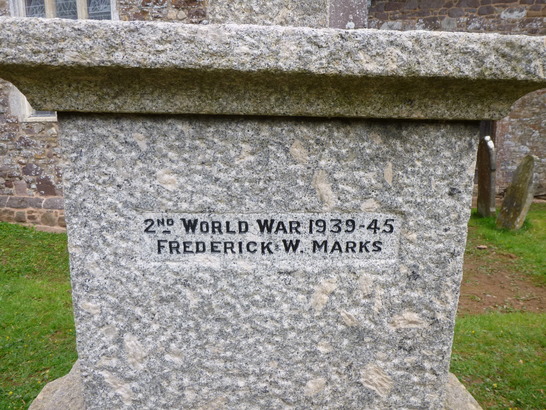 2ND WORLD WAR 1939-45
FREDERICK·W. MARKS